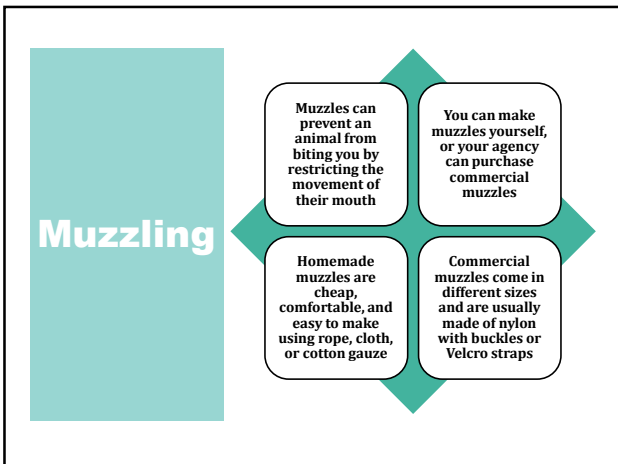 Muzzling
Muzzles can
prevent an
animal from
biting you by
restricting the
movement of
their mouth
You can make
muzzles yourself,
or your agency
can purchase
commercial
muzzles
Homemade
muzzles are
cheap,
comfortable, and
easy to make
using rope, cloth,
or cotton gauze
Commercial
muzzles come in
different sizes
and are usually
made of nylon
with buckles or
Velcro straps